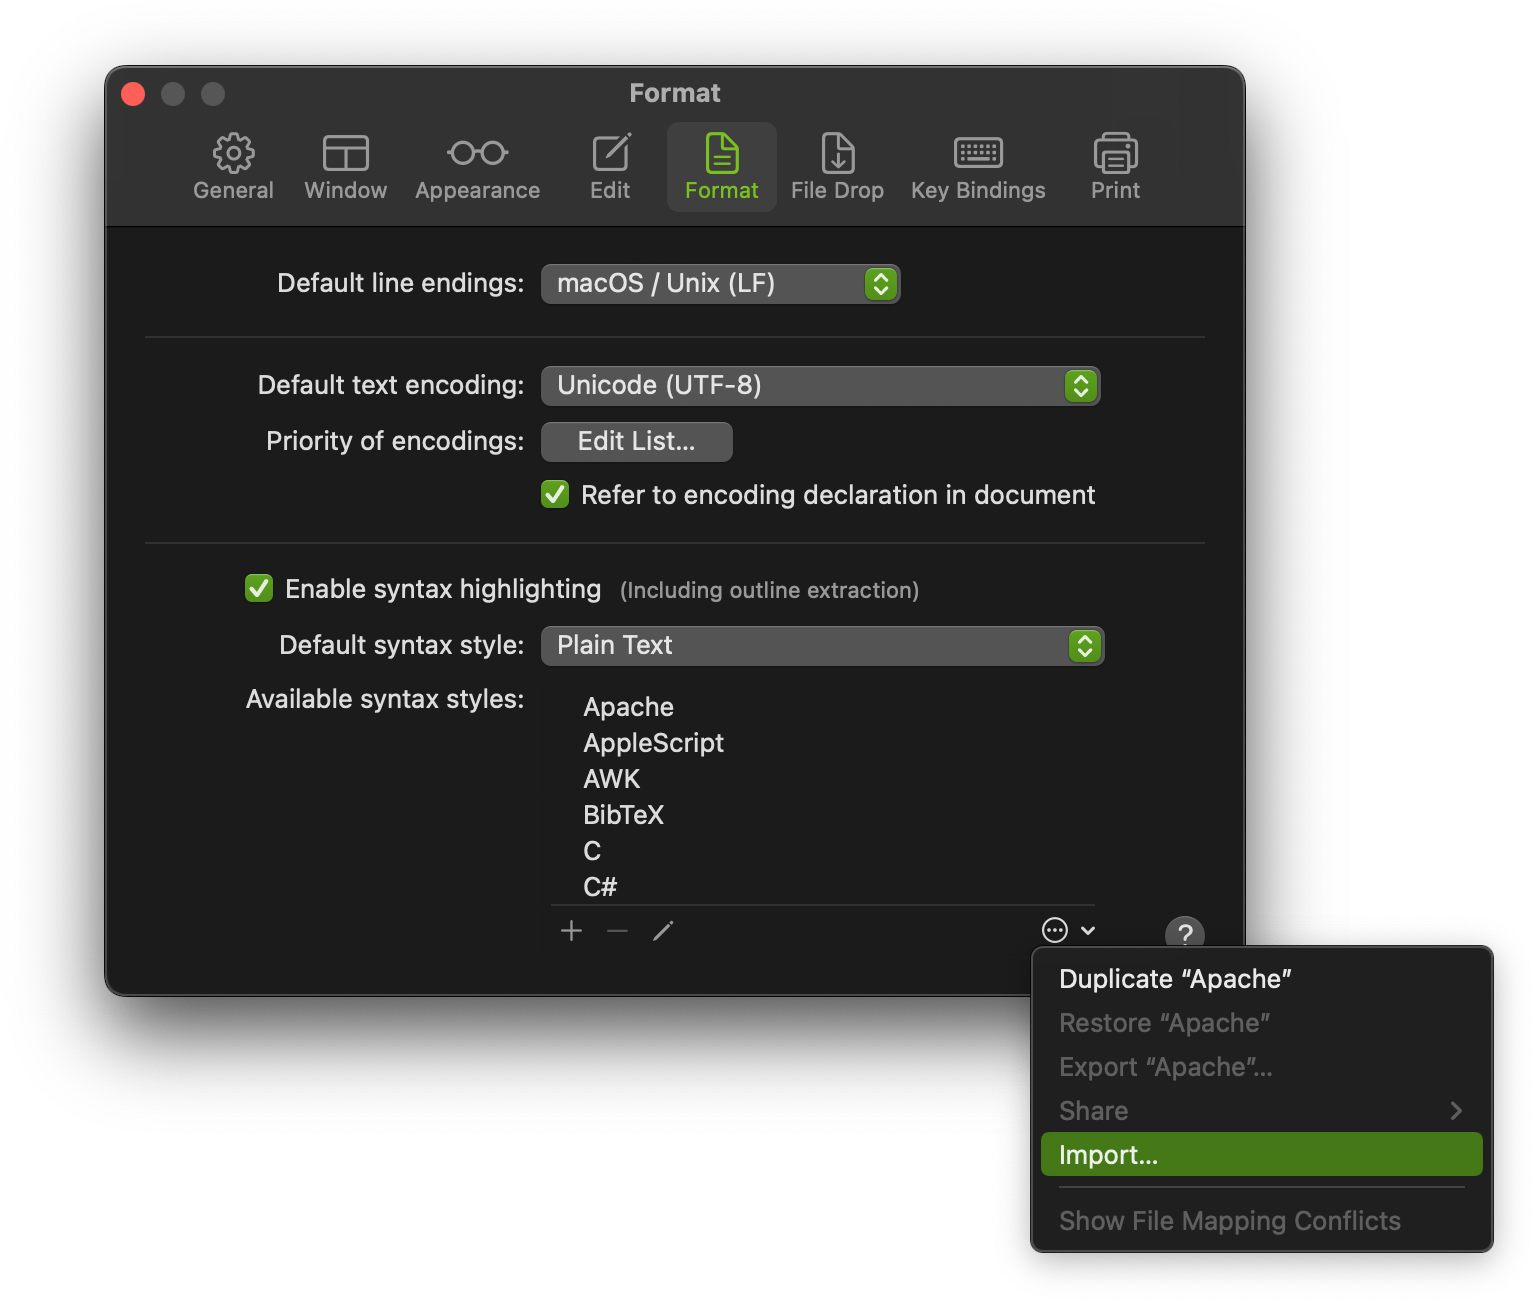 Format
General Window Appearance Edit Format File Drop Key Bindings Print
Default line endings: macOS / Unix (LF)
Default text encoding: Unicode (UTF-8)
Priority of encodings: Edit List...
Refer to encoding declaration in document
Enable syntax highlighting (Including outline extraction)
Default syntax style: Plain Text
Available syntax styles:
Apache
AppleScript
AWK
BibTeX
C
C#
?
Duplicate “Apache”
Restore “Apache”
Export “Apache”...
Share
Import...
Show File Mapping Conflicts